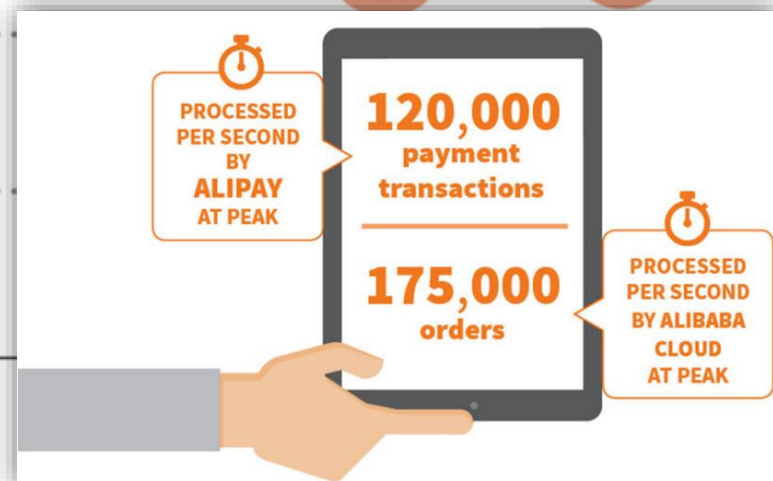 PROCESSED
PER SECOND
BY
ALIPAY
AT PEAK
120,000
payment
transactions
175,000
orders
PROCESSED
PER SECOND
BY ALIBABA
CLOUD
AT PEAK